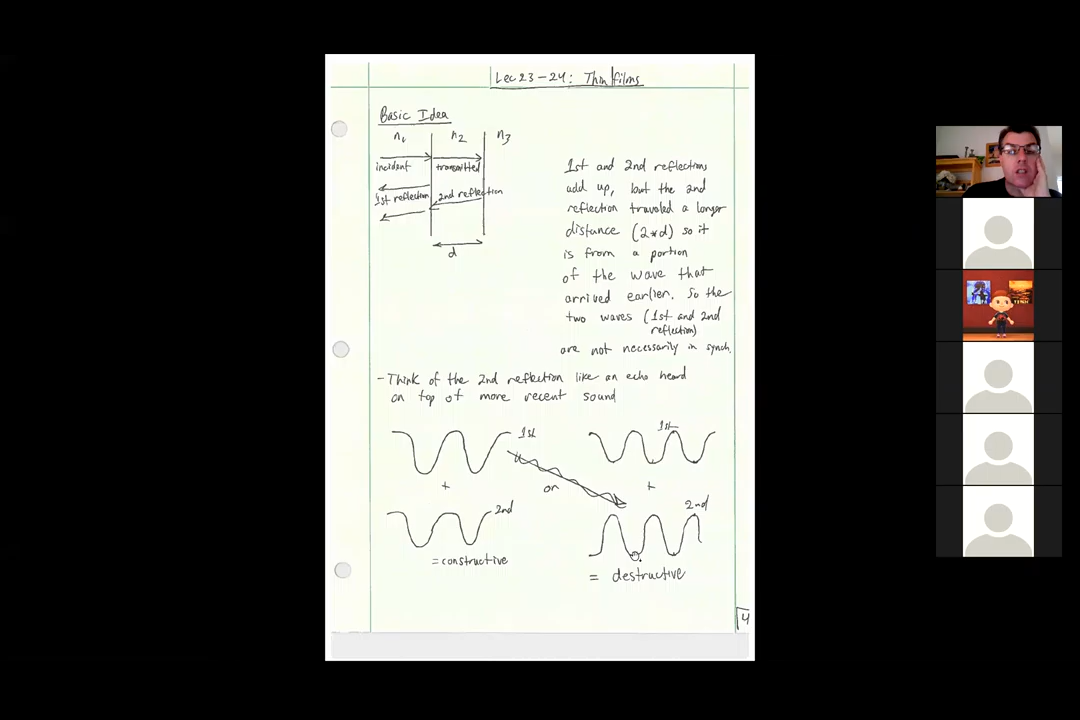 Lec 23-24: Thin films
Basic Idea
n1 n2 n3
incident transmitted
1st reflection 2nd reflection
d
1st and 2nd reflections
add up, but the 2nd
reflection traveled a longer
distance (2*d) so it
is from a portion
of the wave that
arrived earlier. So the
two waves (1st and 2nd
reflection)
are not necessarily in synch.
- Think of the 2nd reflection like an echo heard
on top of more recent sound
1st 1st
+ or +
2nd 2nd
= constructive
= destructive
4